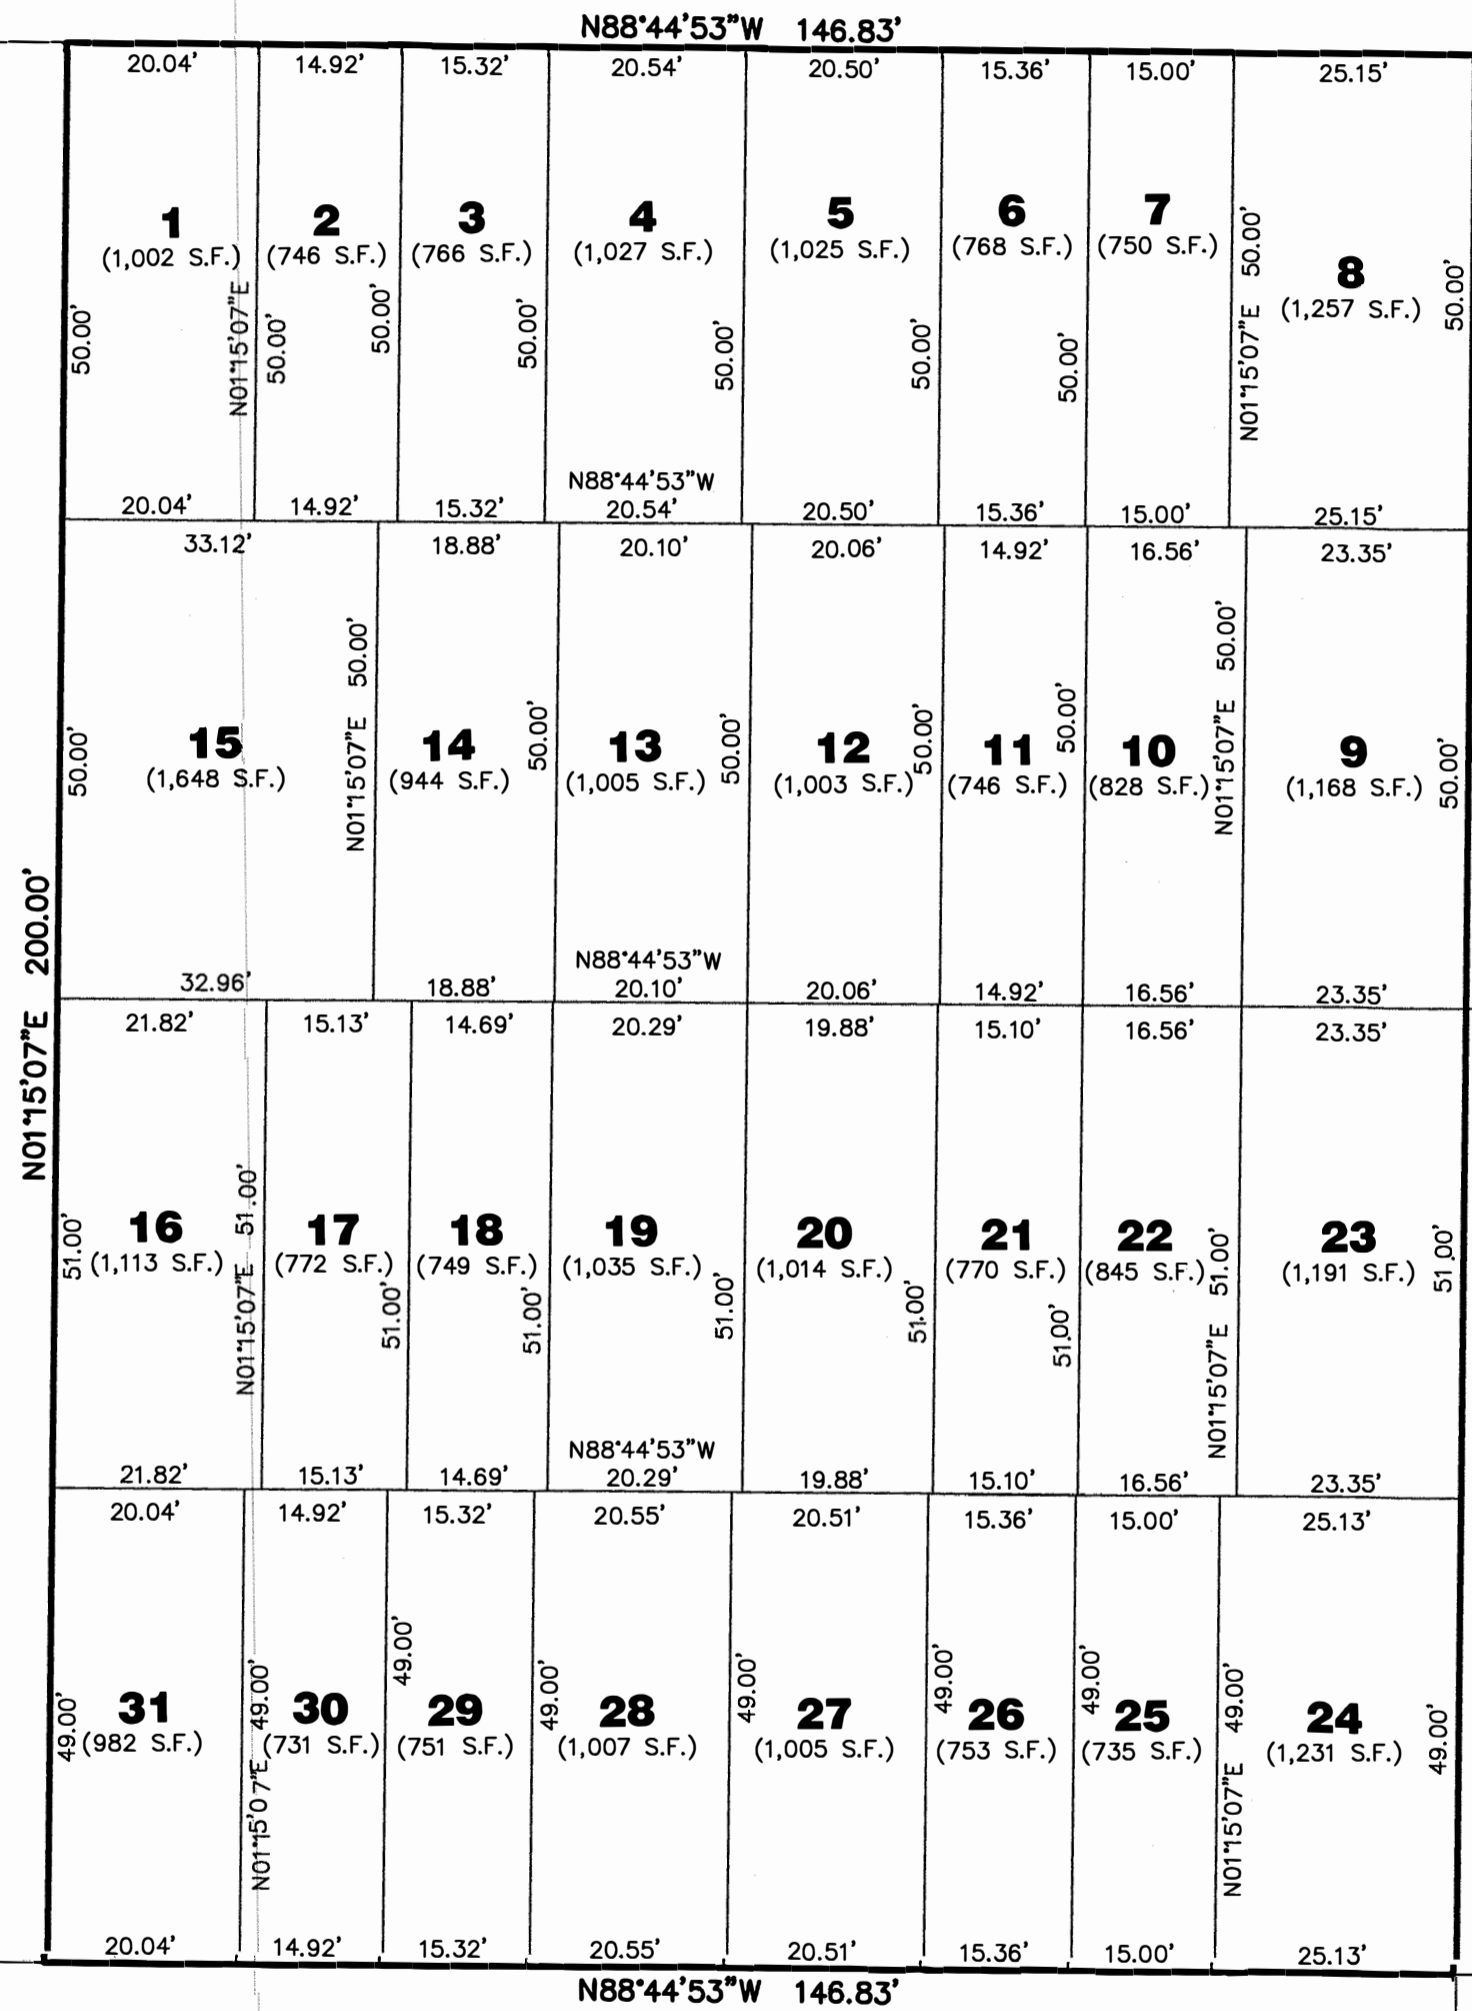 N88°44'53"W 146.83'
20.04' 14.92' 15.32' 20.54' 20.50' 15.36' 15.00' 25.15'
1 2 3 4 5 6 7 8
(1,002 S.F.) (746 S.F.) (766 S.F.) (1,027 S.F.) (1,025 S.F.) (768 S.F.) (750 S.F.) (1,257 S.F.)
50.00' N01°15'07"E 50.00' 50.00' 50.00' 50.00' 50.00' 50.00' N01°15'07"E 50.00' 50.00'
N88°44'53"W
20.04' 14.92' 15.32' 20.54' 20.50' 15.36' 15.00' 25.15'
33.12' 18.88' 20.10' 20.06' 14.92' 16.56' 23.35'
15 14 13 12 11 10 9
(1,648 S.F.) (944 S.F.) (1,005 S.F.) (1,003 S.F.) (746 S.F.) (828 S.F.) (1,168 S.F.)
50.00' N01°15'07"E 50.00' 50.00' 50.00' 50.00' 50.00' N01°15'07"E 50.00' 50.00'
N88°44'53"W
32.96' 18.88' 20.10' 20.06' 14.92' 16.56' 23.35'
N01°15'07"E 200.00'
21.82' 15.13' 14.69' 20.29' 19.88' 15.10' 16.56' 23.35'
16 17 18 19 20 21 22 23
(1,113 S.F.) (772 S.F.) (749 S.F.) (1,035 S.F.) (1,014 S.F.) (770 S.F.) (845 S.F.) (1,191 S.F.)
51.00' N01°15'07"E 51.00' 51.00' 51.00' 51.00' 51.00' 51.00' N01°15'07"E 51.00' 51.00'
N88°44'53"W
21.82' 15.13' 14.69' 20.29' 19.88' 15.10' 16.56' 23.35'
20.04' 14.92' 15.32' 20.55' 20.51' 15.36' 15.00' 25.13'
31 30 29 28 27 26 25 24
(982 S.F.) (731 S.F.) (751 S.F.) (1,007 S.F.) (1,005 S.F.) (753 S.F.) (735 S.F.) (1,231 S.F.)
49.00' N01°15'07"E 49.00' 49.00' 49.00' 49.00' 49.00' 49.00' N01°15'07"E 49.00' 49.00'
20.04' 14.92' 15.32' 20.55' 20.51' 15.36' 15.00' 25.13'
N88°44'53"W 146.83'